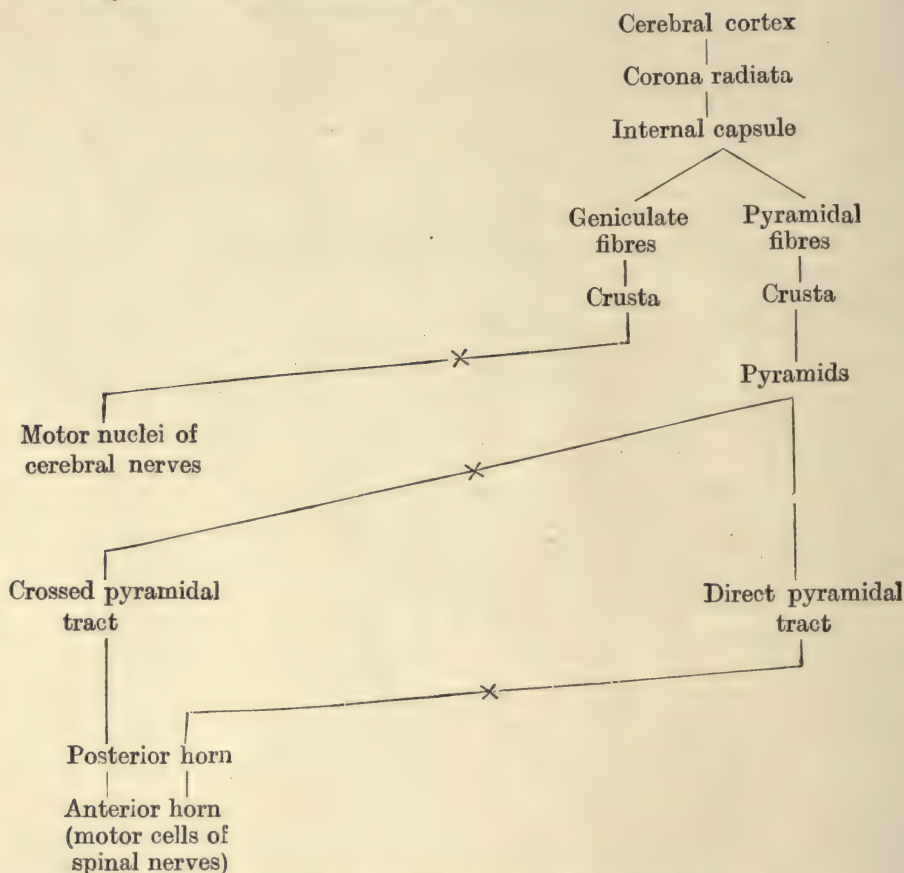 Cerebral cortex
Corona radiata
Internal capsule
Geniculate
fibres
Pyramidal
fibres
Crusta
Crusta
Pyramids
Motor nuclei of
cerebral nerves
Crossed pyramidal
tract
Direct pyramidal
tract
Posterior horn
Anterior horn
(motor cells of
spinal nerves)